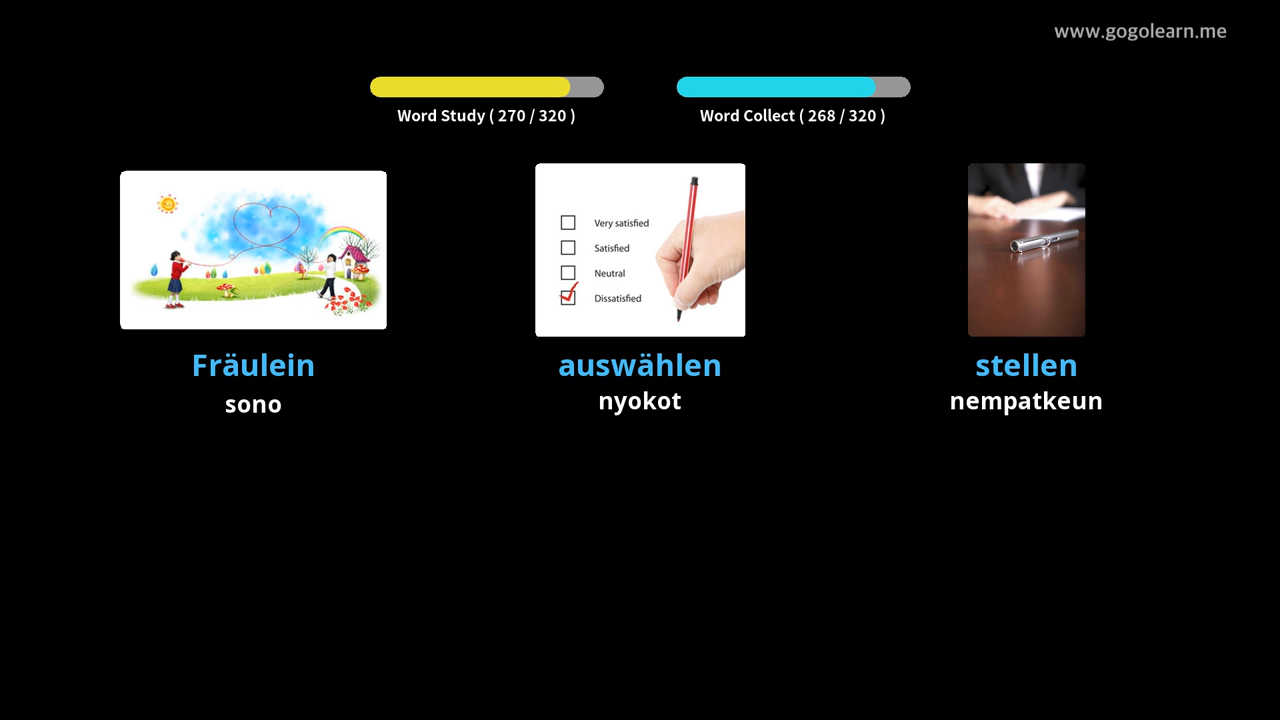 www.gogolearn.me
Word Study ( 270 / 320 )
Word Collect ( 268 / 320 )
Very satisfied
Satisfied
Neutral
Dissatisfied
Fräulein
auswählen
stellen
sono
nyokot
nempatkeun